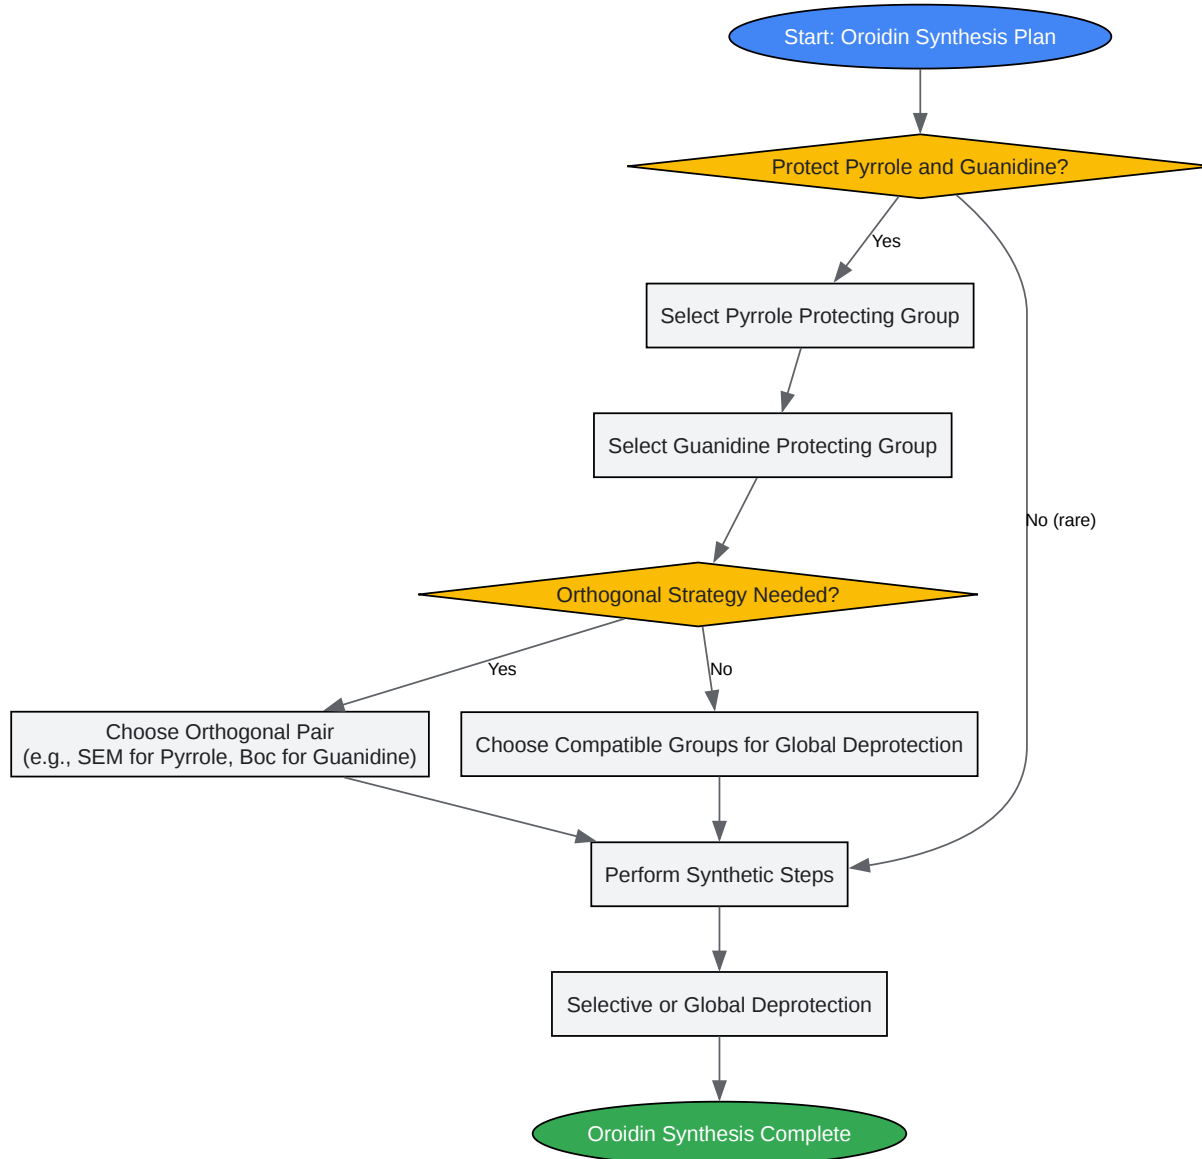 Start: Oroidin Synthesis Plan
Protect Pyrrole and Guanidine?
Yes
Select Pyrrole Protecting Group
Select Guanidine Protecting Group
No (rare)
Orthogonal Strategy Needed?
Yes
No
Choose Orthogonal Pair
(e.g., SEM for Pyrrole, Boc for Guanidine)
Choose Compatible Groups for Global Deprotection
Perform Synthetic Steps
Selective or Global Deprotection
Oroidin Synthesis Complete